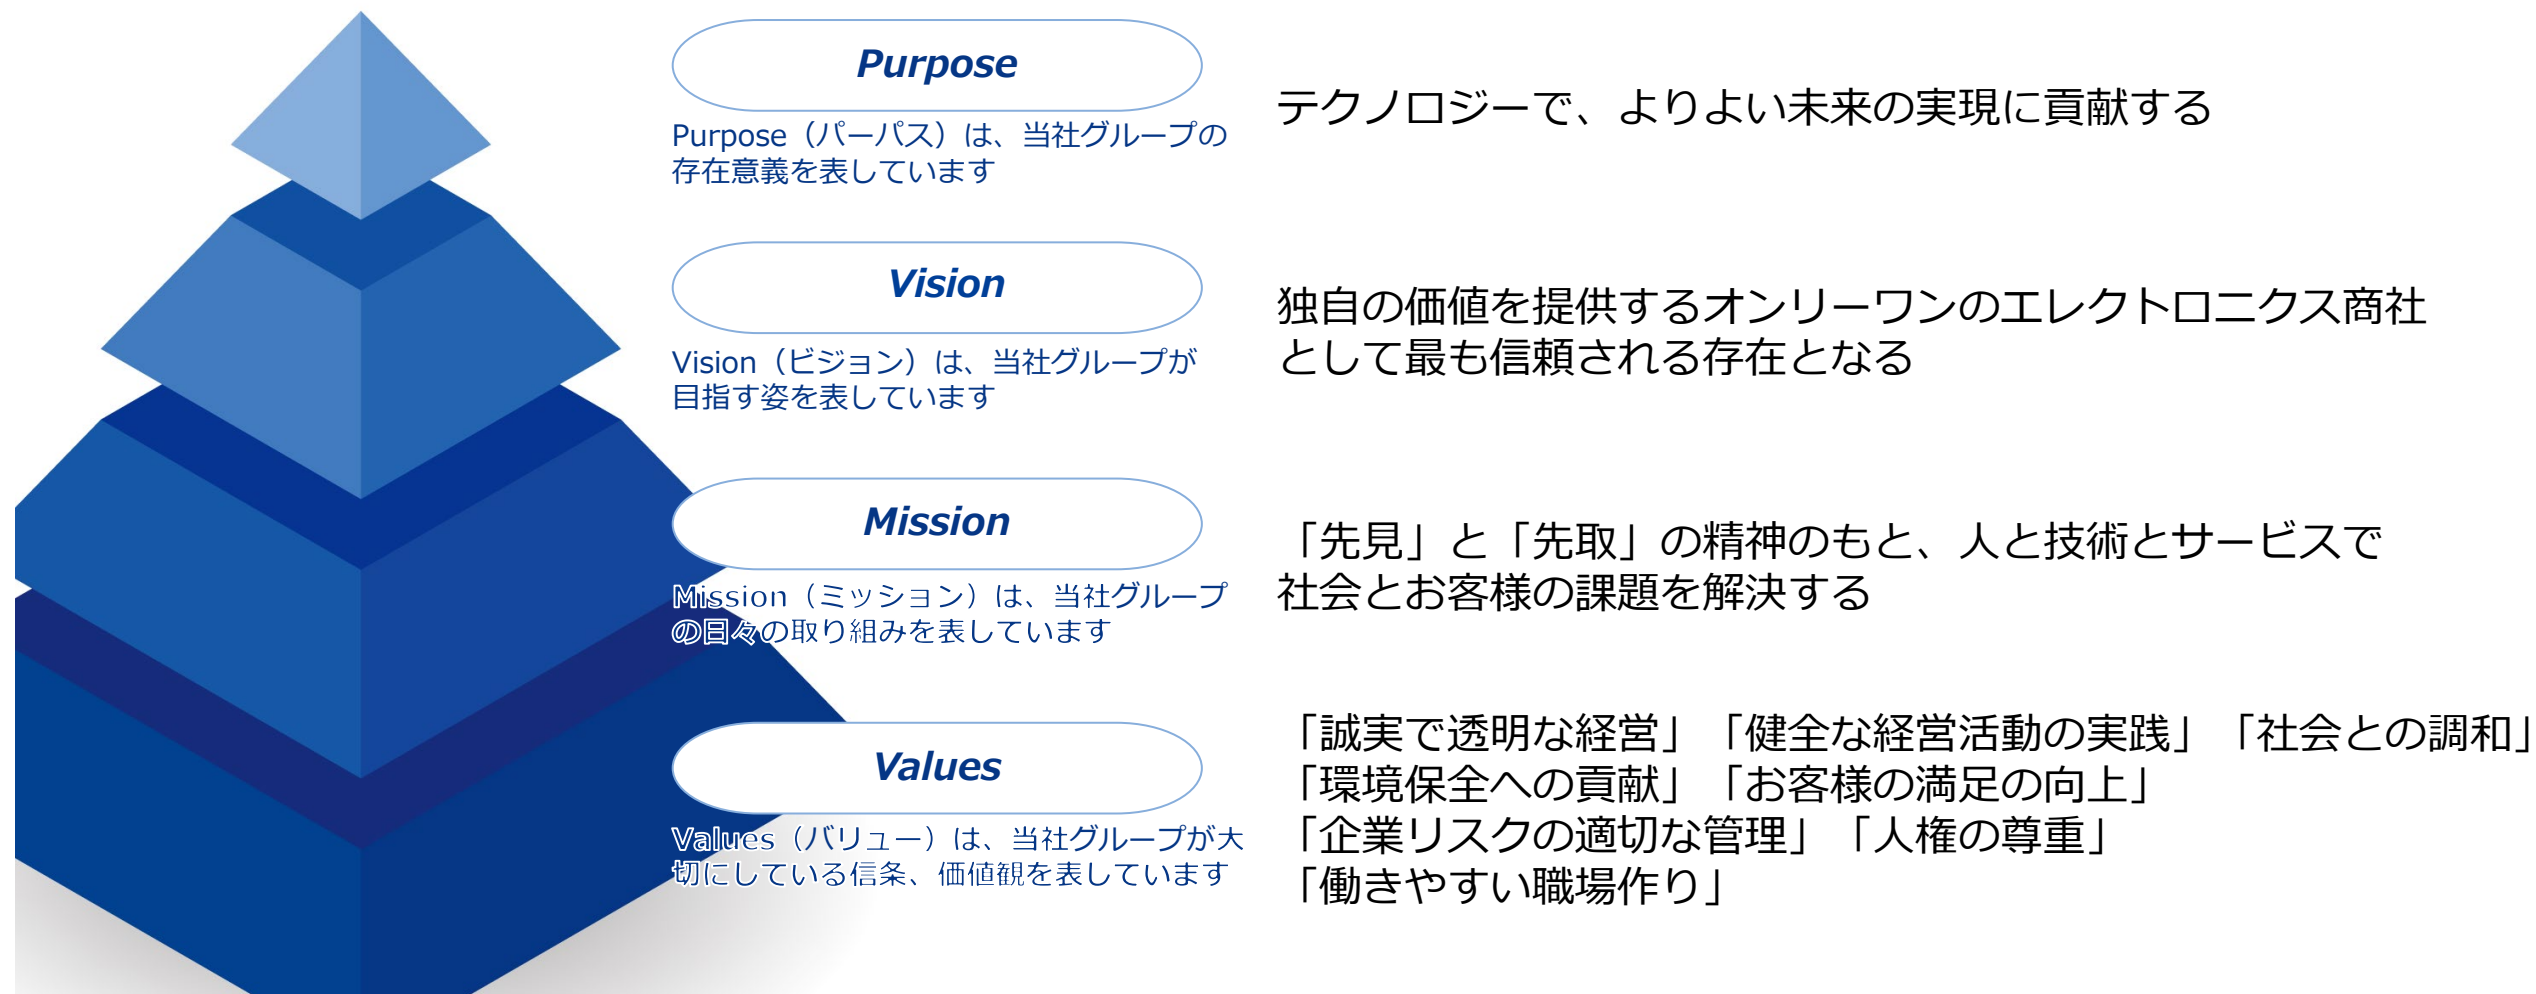 Purpose
Purpose（パーパス）は、当社グループの
存在意義を表しています
テクノロジーで、よりよい未来の実現に貢献する
Vision
Vision（ビジョン）は、当社グループが
目指す姿を表しています
独自の価値を提供するオンリーワンのエレクトロニクス商社
として最も信頼される存在となる
Mission
Mission（ミッション）は、当社グループ
の日々の取り組みを表しています
「先見」と「先取」の精神のもと、人と技術とサービスで
社会とお客様の課題を解決する
Values
Values（バリュー）は、当社グループが大
切にしている信条、価値観を表しています
「誠実で透明な経営」「健全な経営活動の実践」「社会との調和」
「環境保全への貢献」「お客様の満足の向上」
「企業リスクの適切な管理」「人権の尊重」
「働きやすい職場作り」